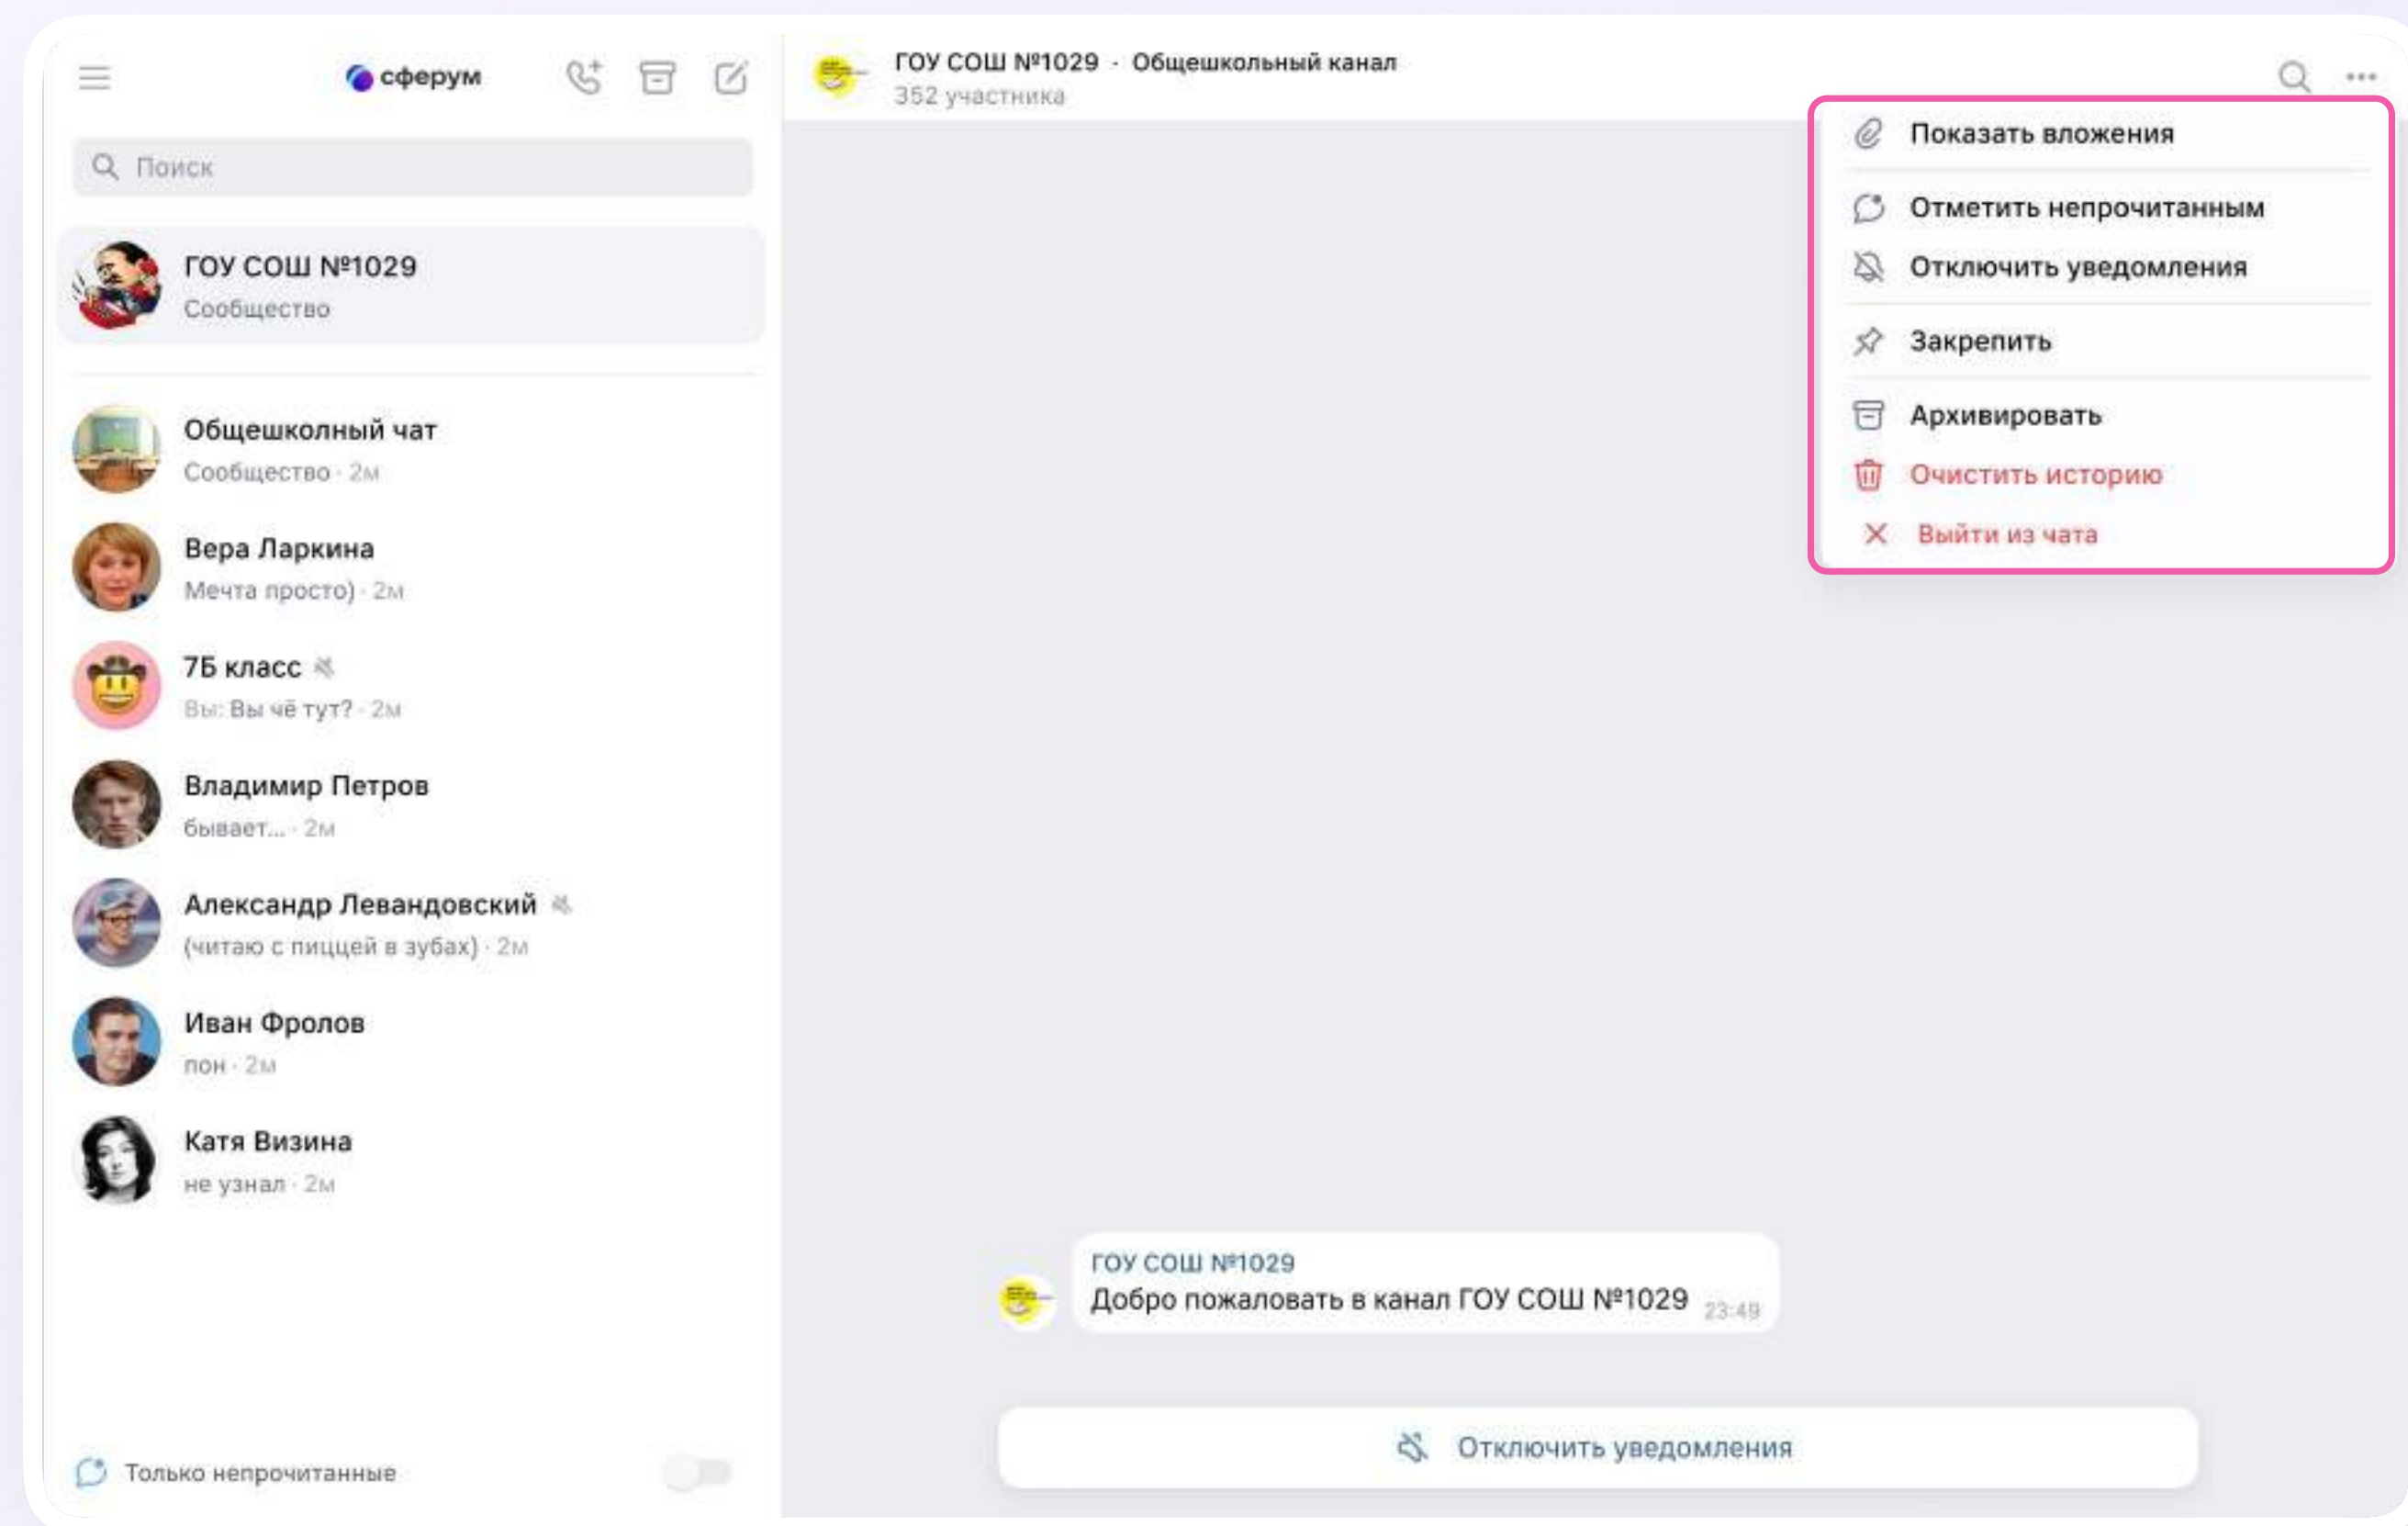 сферум
Поиск
ГОУ СОШ №1029
Сообщество
Общешколный чат
Сообщество · 2м
Вера Ларкина
Мечта просто) · 2м
7Б класс
Вы: Вы чё тут? · 2м
Владимир Петров
бывает... · 2м
Александр Левандовский
(читаю с пиццей в зубах) · 2м
Иван Фролов
пон · 2м
Катя Визина
не узнал · 2м
Только непрочитанные
ГОУ СОШ №1029 · Общешкольный канал
352 участника
Показать вложения
Отметить непрочитанным
Отключить уведомления
Закрепить
Архивировать
Очистить историю
Выйти из чата
ГОУ СОШ №1029
Добро пожаловать в канал ГОУ СОШ №1029 23:49
Отключить уведомления